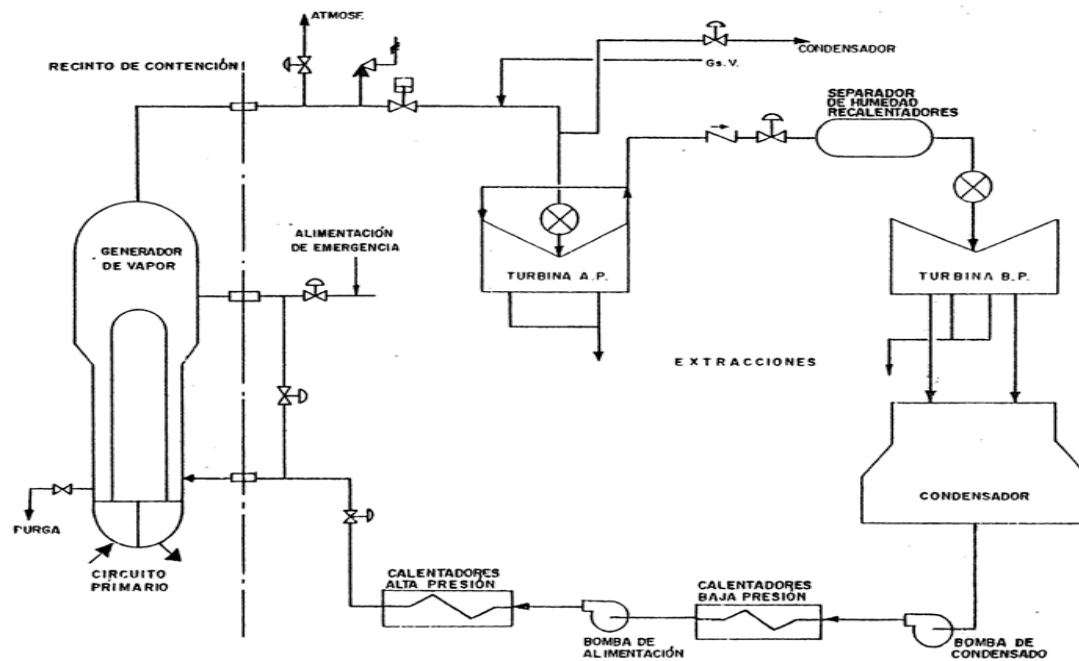 ATMOSF.
RECINTO DE CONTENCIÓN
CONDENSADOR
Gs.V.
SEPARADOR
DE HUMEDAD
RECALENTADORES
GENERADOR
DE VAPOR
ALIMENTACIÓN
DE EMERGENCIA
TURBINA A.P.
TURBINA B.P.
EXTRACCIONES
CONDENSADOR
PURGA
CIRCUITO
PRIMARIO
CALENTADORES
ALTA PRESIÓN
CALENTADORES
BAJA PRESIÓN
BOMBA DE
ALIMENTACIÓN
BOMBA DE
CONDENSADO